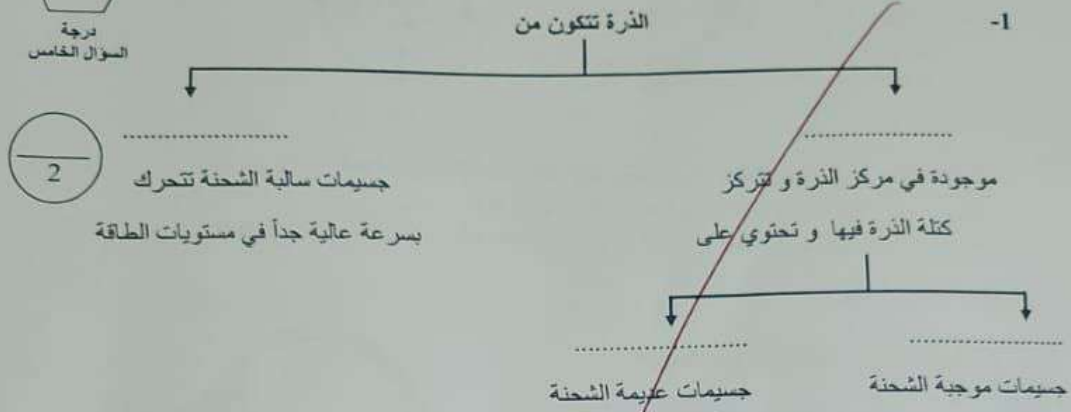 درجة
السؤال الخامس
1-
الذرة تتكون من
....................
....................
2
موجودة في مركز الذرة و تتركز
كتلة الذرة فيها و تحتوي على
جسيمات سالبة الشحنة تتحرك
بسرعة عالية جداً في مستويات الطاقة
....................
....................
جسيمات موجبة الشحنة
جسيمات عديمة الشحنة